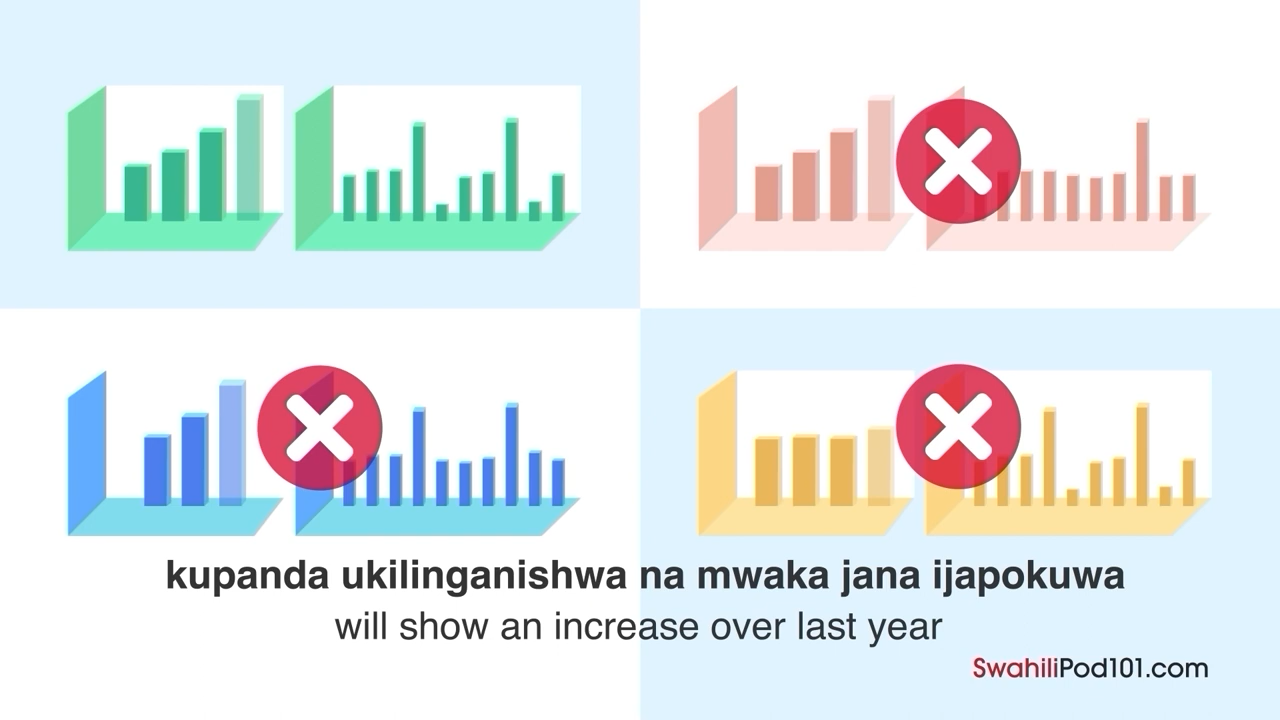 kupanda ukilinganishwa na mwaka jana ijapokuwa
will show an increase over last year
SwahiliPod101.com